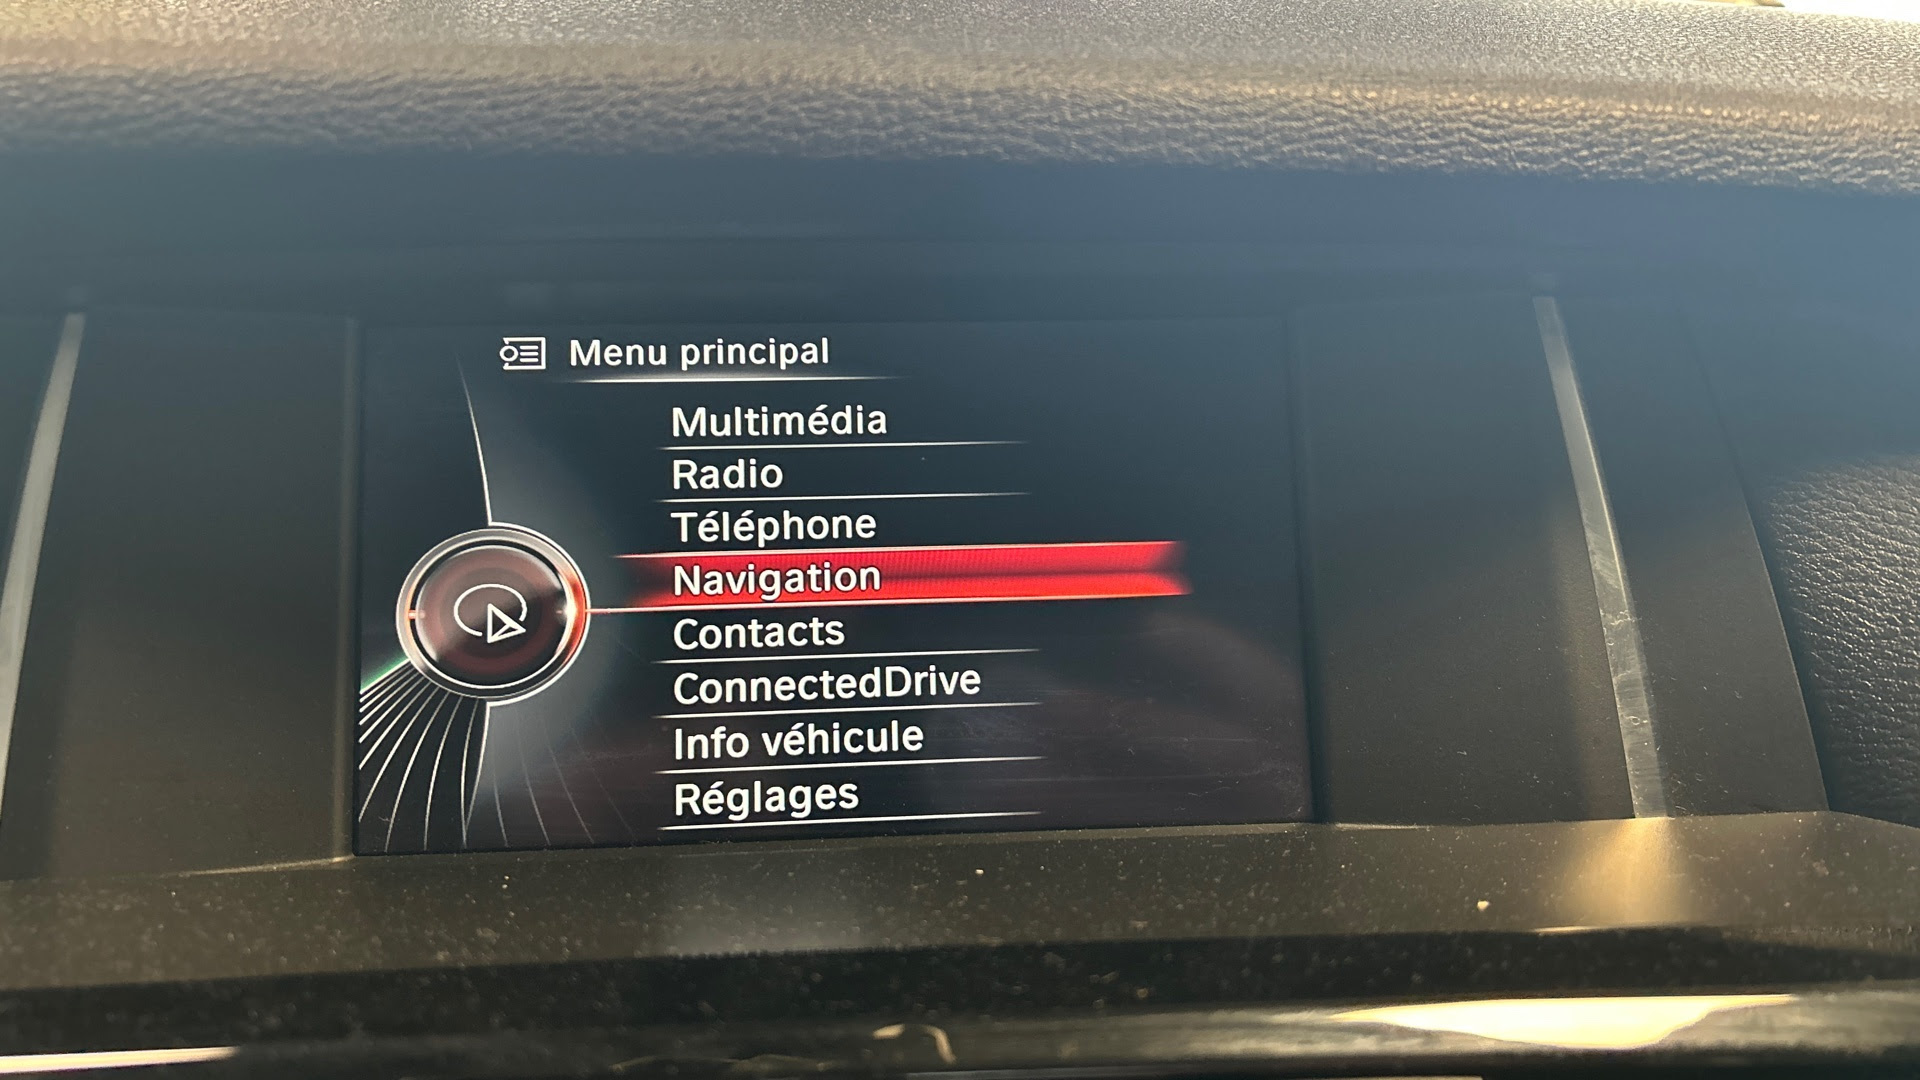 Menu principal
Multimédia
Radio
Téléphone
Navigation
Contacts
ConnectedDrive
Info véhicule
Réglages